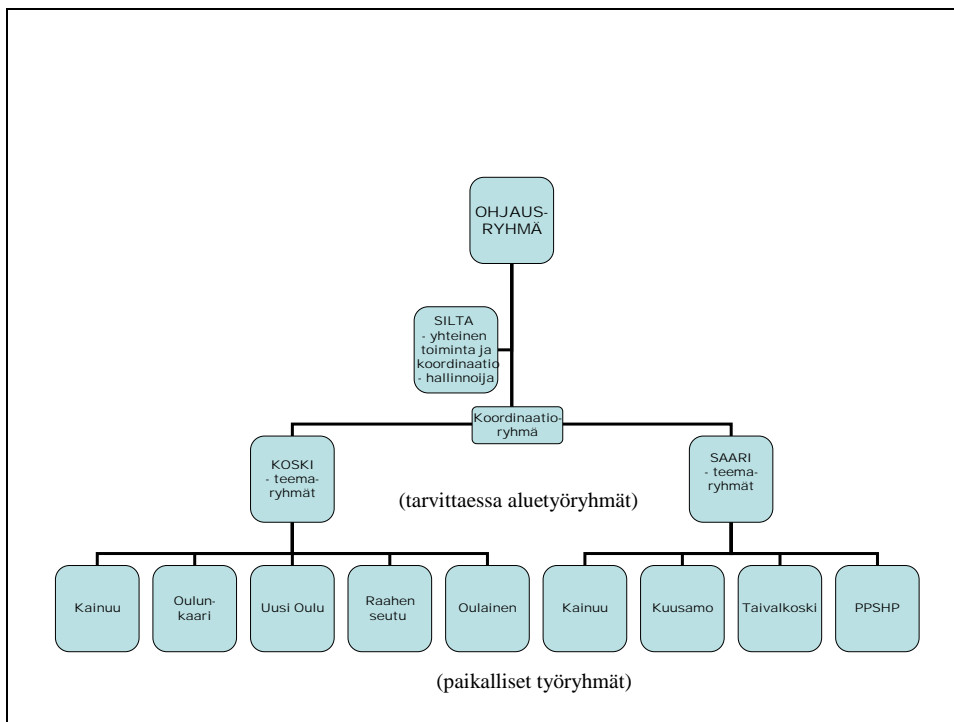 OHJAUS-
RYHMÄ
SILTA
- yhteinen
toiminta ja
koordinaatio
- hallinnoija
Koordinaatio-
ryhmä
KOSKI
- teema-
ryhmät
SAARI
- teema-
ryhmät
(tarvittaessa aluetyöryhmät)
Kainuu
Oulun-
kaari
Uusi Oulu
Raahen
seutu
Oulainen
Kainuu
Kuusamo
Taivalkoski
PPSHP
(paikalliset työryhmät)